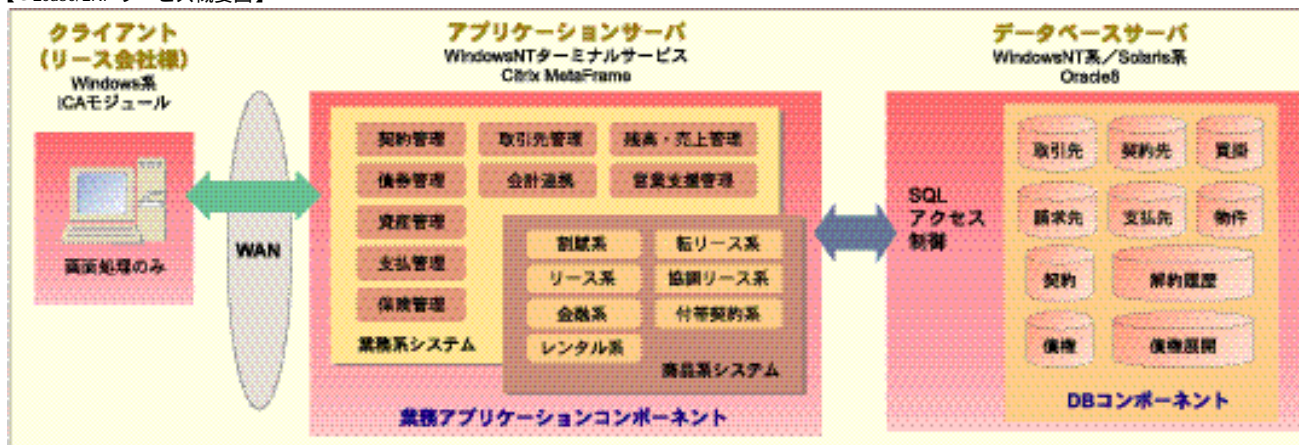 クライアント
(リース会社様)
Windows系
ICAモジュール
画面処理のみ
WAN
アプリケーションサーバ
WindowsNTターミナルサービス
Citrix MetaFrame
契約管理
取引先管理
残高・売上管理
債券管理
会計連携
営業支援管理
資産管理
支払管理
保険管理
業務系システム
割賦系
転リース系
リース系
協調リース系
金融系
付帯契約系
レンタル系
商品系システム
業務アプリケーションコンポーネント
データベースサーバ
WindowsNT系/Solaris系
Oracle8
SQL
アクセス
制御
取引先
契約先
買掛
請求先
支払先
物件
契約
解約履歴
債権
債権展開
DBコンポーネント